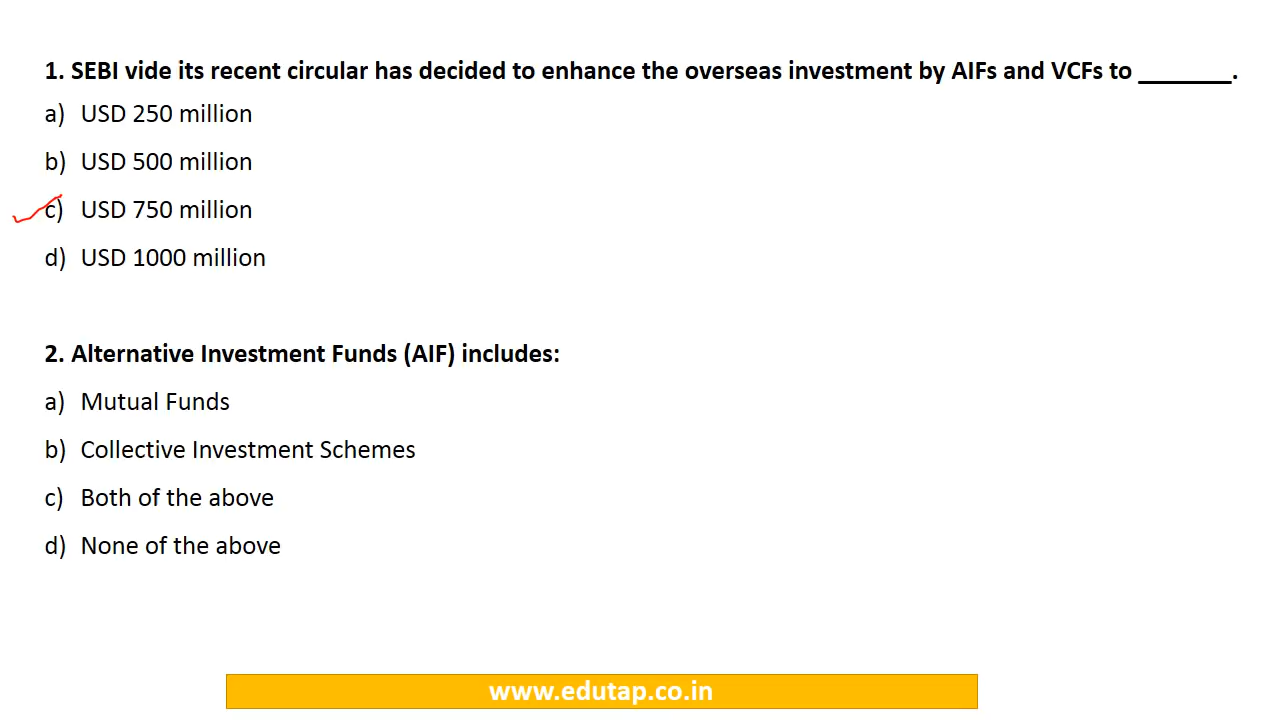 1. SEBI vide its recent circular has decided to enhance the overseas investment by AIFs and VCFs to _______.
a) USD 250 million
b) USD 500 million
c) USD 750 million
d) USD 1000 million
2. Alternative Investment Funds (AIF) includes:
a) Mutual Funds
b) Collective Investment Schemes
c) Both of the above
d) None of the above
www.edutap.co.in